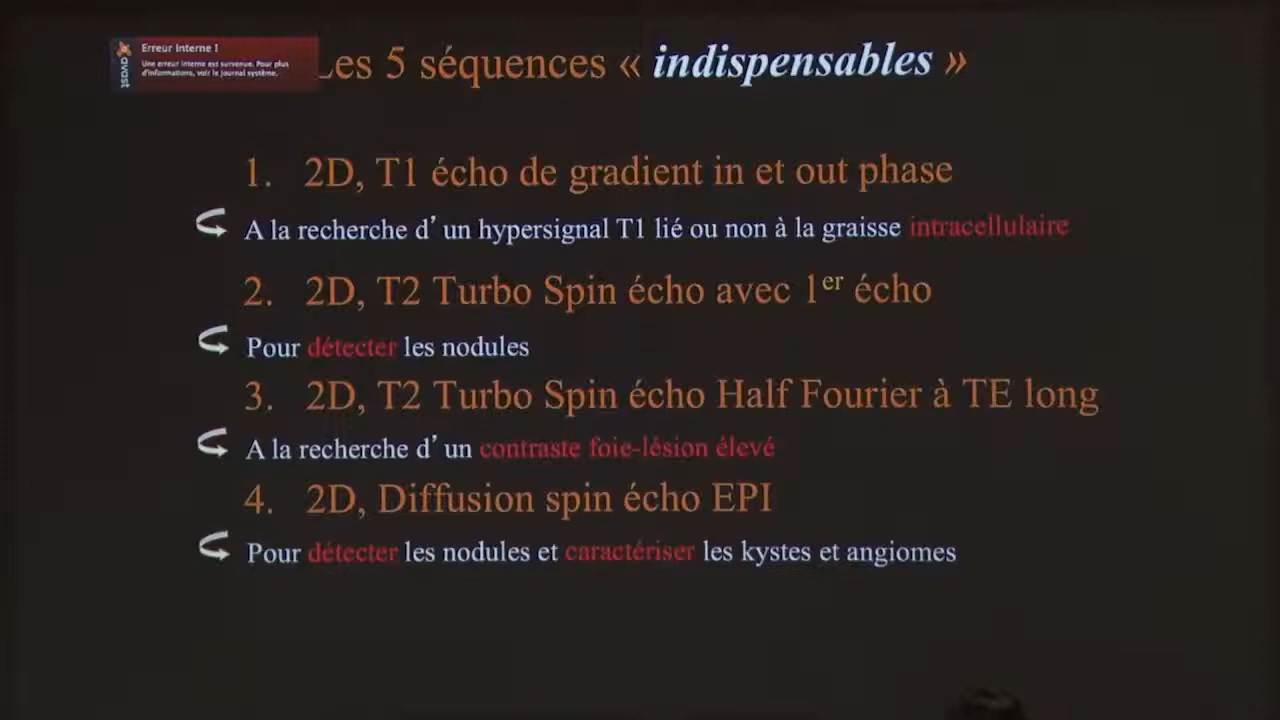 Erreur Interne !
Une erreur interne est survenue. Pour plus
d'informations, voir le journal système.
avast
Les 5 séquences « indispensables »
1. 2D, T1 écho de gradient in et out phase
A la recherche d’un hypersignal T1 lié ou non à la graisse intracellulaire
2. 2D, T2 Turbo Spin écho avec 1er écho
Pour détecter les nodules
3. 2D, T2 Turbo Spin écho Half Fourier à TE long
A la recherche d’un contraste foie-lésion élevé
4. 2D, Diffusion spin écho EPI
Pour détecter les nodules et caractériser les kystes et angiomes